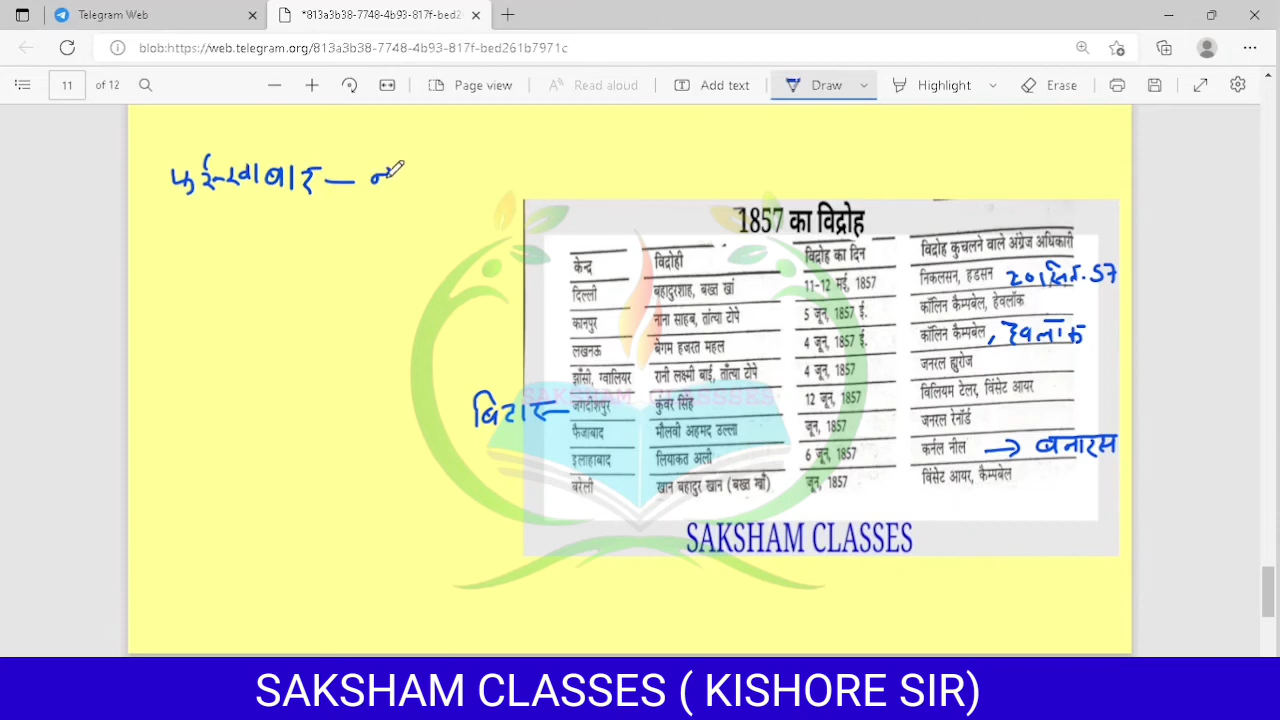 Telegram Web
*813a3b38-7748-4b93-817f-bed2
blob:https://web.telegram.org/813a3b38-7748-4b93-817f-bed261b7971c
11 of 12
Page view
Read aloud
Add text
Draw
Highlight
Erase
फर्रुखाबाद —
1857 का विद्रोह
केन्द्र विद्रोही विद्रोह का दिन विद्रोह कुचलने वाले अंग्रेज अधिकारी
दिल्ली बहादुरशाह, बख्त खां 11-12 मई, 1857 निकलसन, हडसन 20 सित. 57
कानपुर नाना साहब, तांत्या टोपे 5 जून, 1857 ई. कॉलिन कैम्पबेल, हेवलॉक
लखनऊ बेगम हजरत महल 4 जून, 1857 ई. कॉलिन कैम्पबेल, हेवलॉक
झाँसी, ग्वालियर रानी लक्ष्मी बाई, ताँत्या टोपे 4 जून, 1857 जनरल ह्यूरोज
बिहार — जगदीशपुर कुंवर सिंह 12 जून, 1857 विलियम टेलर, विंसेट आयर
फैजाबाद मौलवी अहमद उल्ला जून, 1857 जनरल रेनॉर्ड
इलाहाबाद लियाकत अली 6 जून, 1857 कर्नल नील → बनारस
बरेली खान बहादुर खान (बख्त खाँ) जून, 1857 विंसेट आयर, कैम्पबेल
SAKSHAM CLASSES
SAKSHAM CLASSES
SAKSHAM CLASSES ( KISHORE SIR)